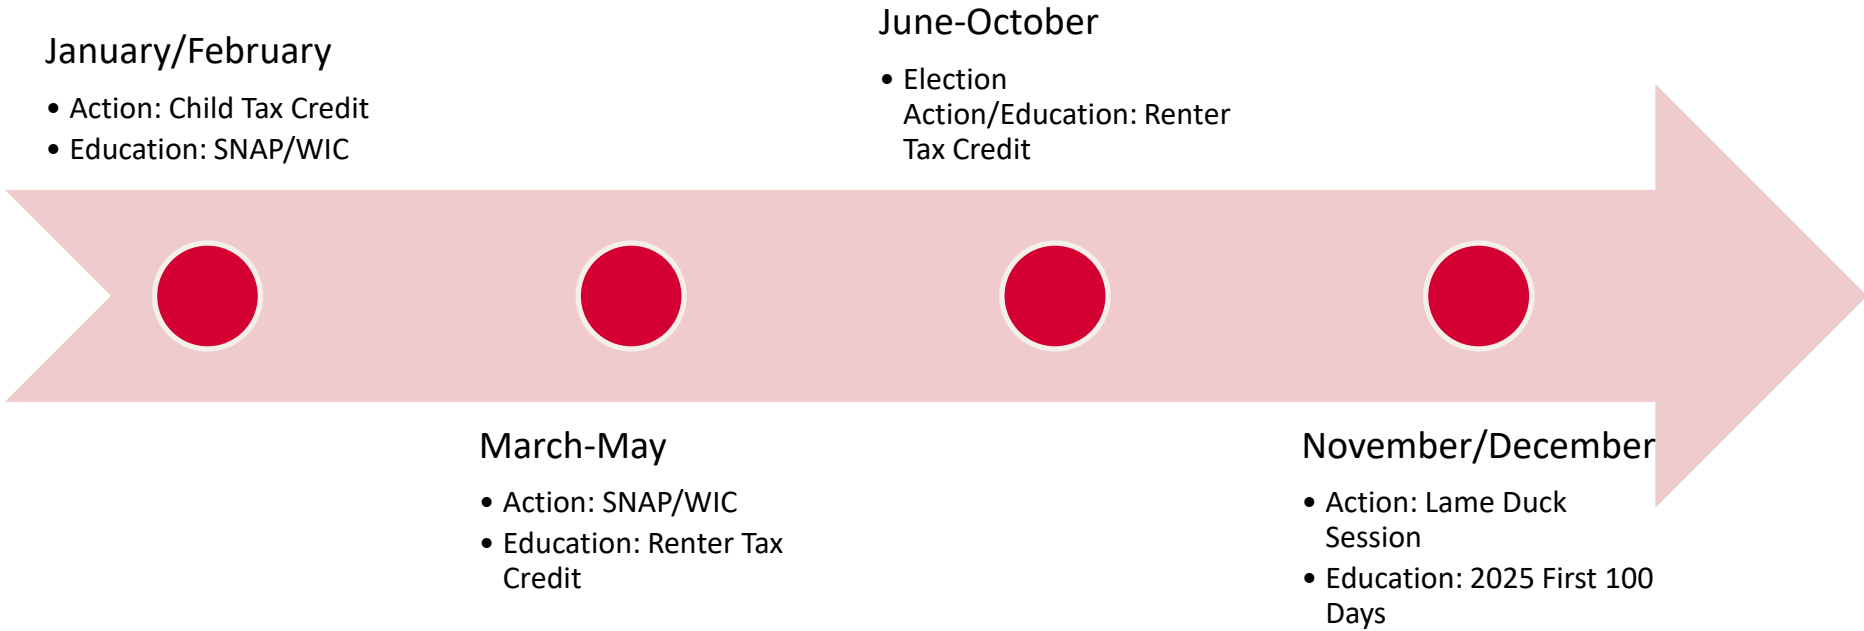 January/February
• Action: Child Tax Credit
• Education: SNAP/WIC
March-May
• Action: SNAP/WIC
• Education: Renter Tax
Credit
June-October
• Election
Action/Education: Renter
Tax Credit
November/December
• Action: Lame Duck
Session
• Education: 2025 First 100
Days